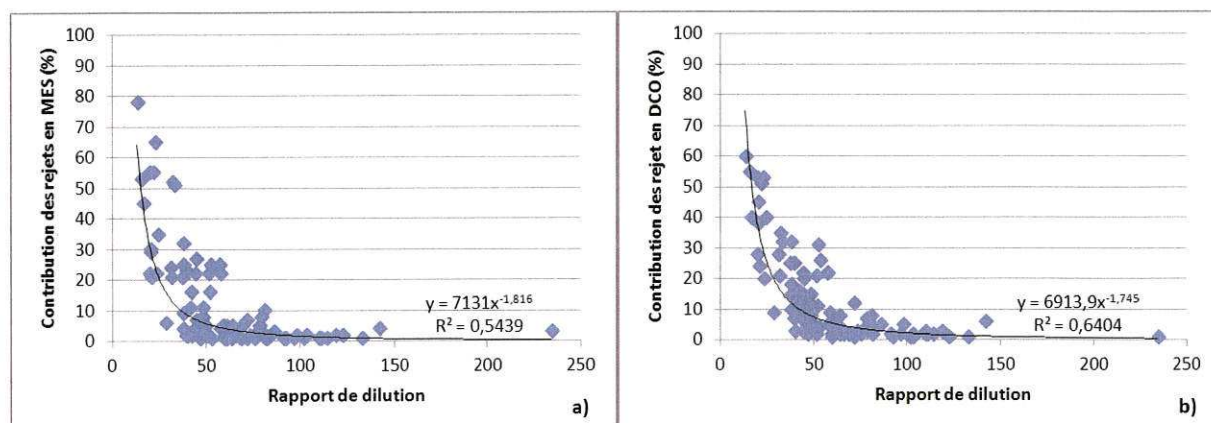 Contribution des rejets en MES (%)
100
90
80
70
60
50
40
30
20
10
0
0 50 100 150 200 250
Rapport de dilution
y = 7131x^-1,816
R² = 0,5439
a)
Contribution des rejet en DCO (%)
100
90
80
70
60
50
40
30
20
10
0
0 50 100 150 200 250
Rapport de dilution
y = 6913,9x^-1,745
R² = 0,6404
b)